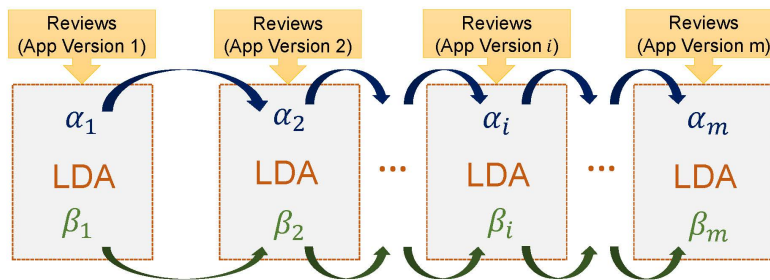 Reviews
(App Version 1)
Reviews
(App Version 2)
Reviews
(App Version i)
Reviews
(App Version m)
α₁
α₂
αᵢ
αₘ
LDA
LDA
...
LDA
...
LDA
β₁
β₂
βᵢ
βₘ